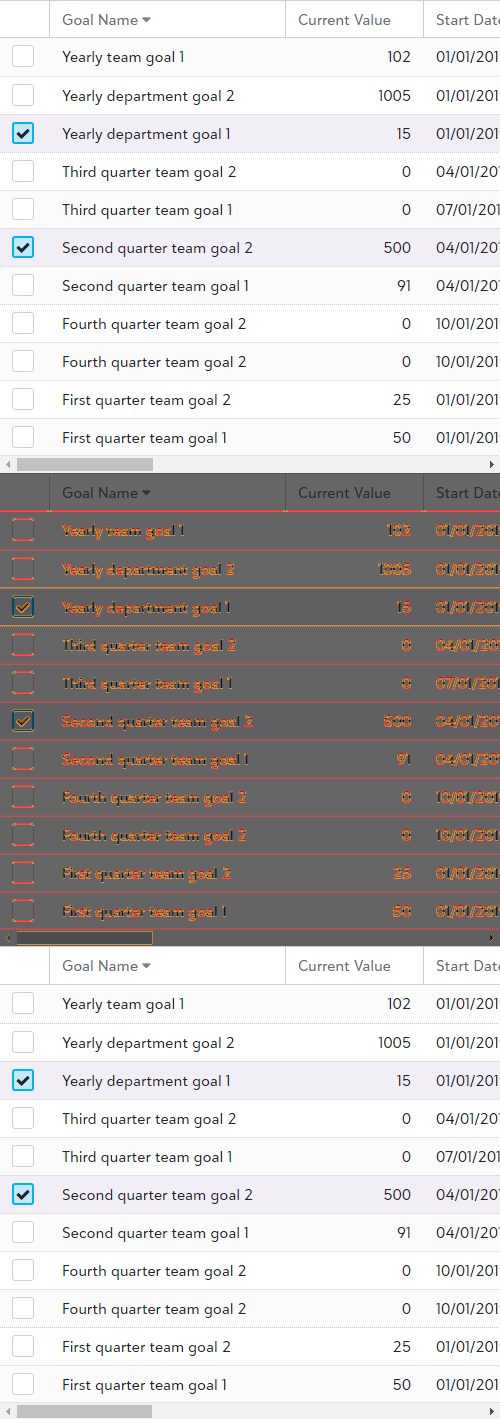 Goal Name Current Value Start Date
Yearly team goal 1 102 01/01/201
Yearly department goal 2 1005 01/01/201
Yearly department goal 1 15 01/01/201
Third quarter team goal 2 0 04/01/201
Third quarter team goal 1 0 07/01/201
Second quarter team goal 2 500 04/01/201
Second quarter team goal 1 91 04/01/201
Fourth quarter team goal 2 0 10/01/201
Fourth quarter team goal 2 0 10/01/201
First quarter team goal 2 25 01/01/201
First quarter team goal 1 50 01/01/201
Goal Name Current Value Start Date
Yearly team goal 1 102 01/01/201
Yearly department goal 2 1005 01/01/201
Yearly department goal 1 15 01/01/201
Third quarter team goal 2 0 04/01/201
Third quarter team goal 1 0 07/01/201
Second quarter team goal 2 500 04/01/201
Second quarter team goal 1 91 04/01/201
Fourth quarter team goal 2 0 10/01/201
Fourth quarter team goal 2 0 10/01/201
First quarter team goal 2 25 01/01/201
First quarter team goal 1 50 01/01/201
Goal Name Current Value Start Date
Yearly team goal 1 102 01/01/201
Yearly department goal 2 1005 01/01/201
Yearly department goal 1 15 01/01/201
Third quarter team goal 2 0 04/01/201
Third quarter team goal 1 0 07/01/201
Second quarter team goal 2 500 04/01/201
Second quarter team goal 1 91 04/01/201
Fourth quarter team goal 2 0 10/01/201
Fourth quarter team goal 2 0 10/01/201
First quarter team goal 2 25 01/01/201
First quarter team goal 1 50 01/01/201